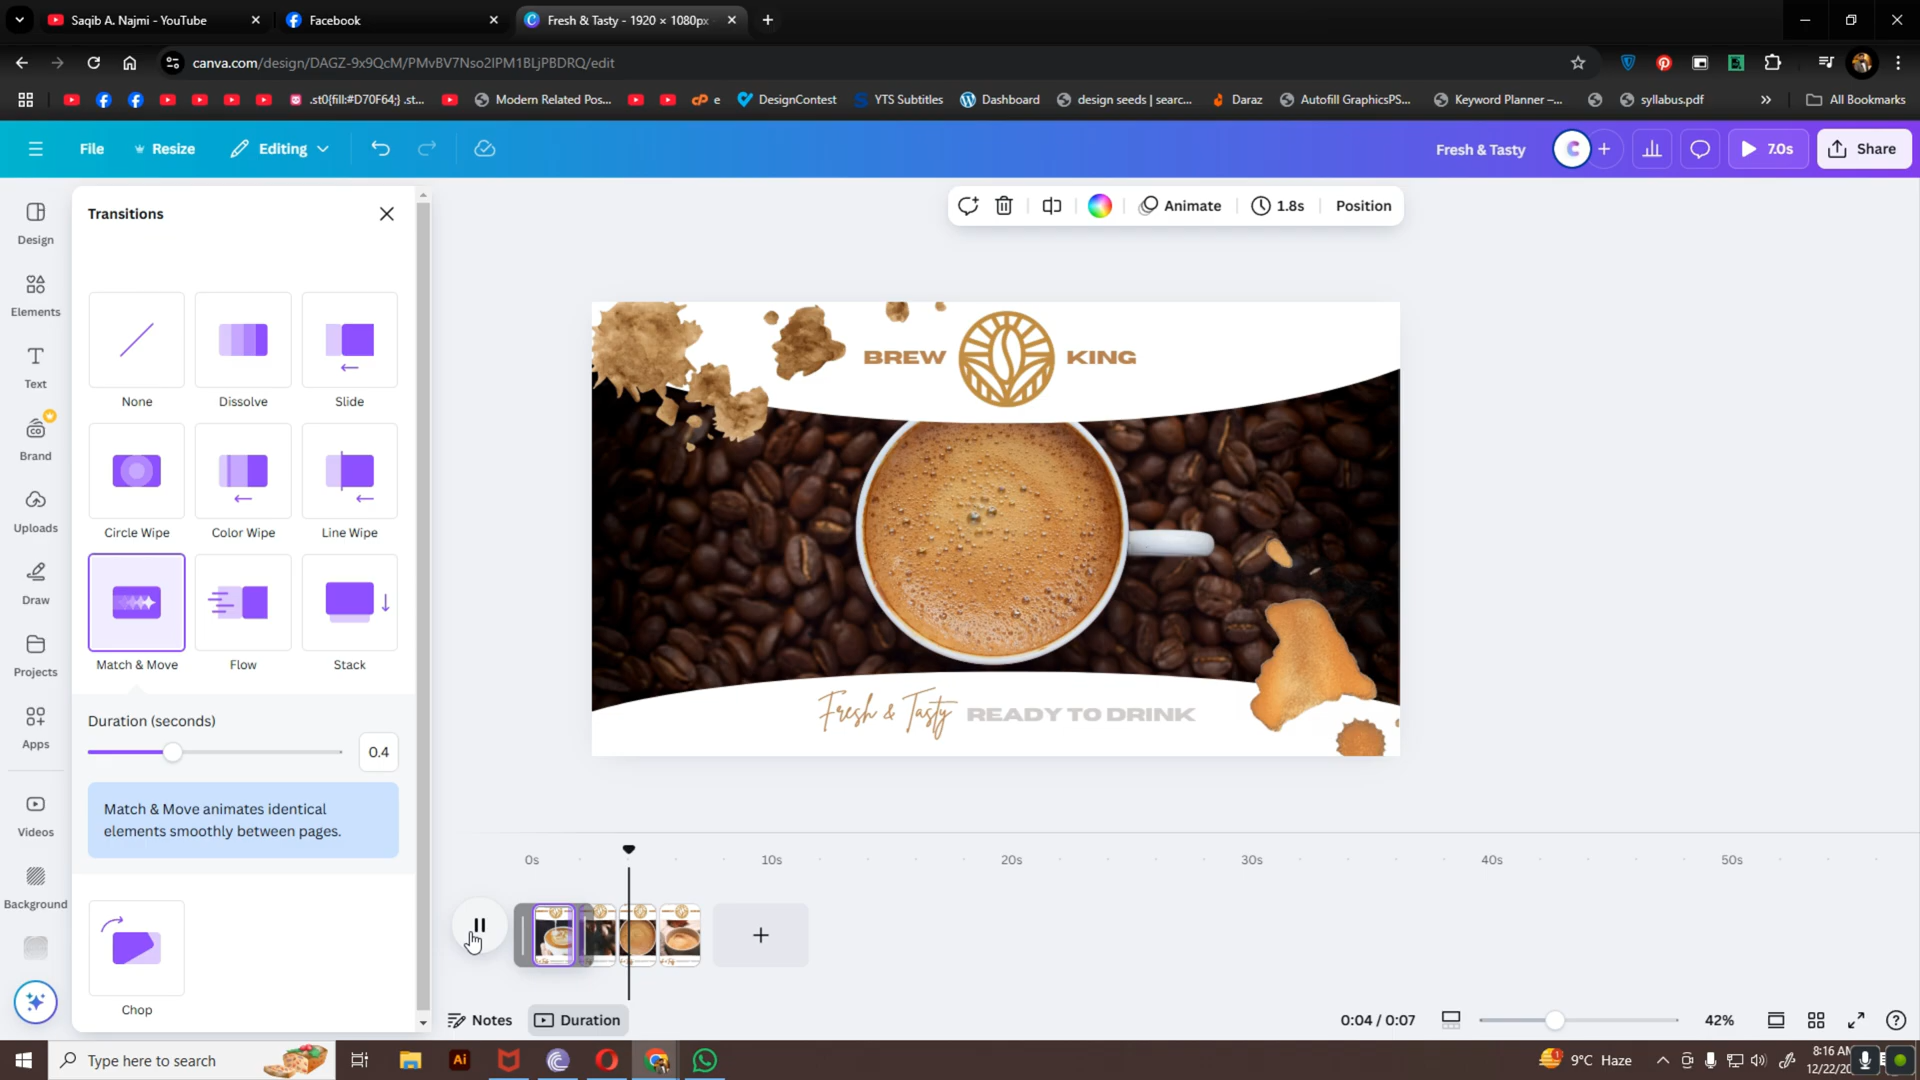 Saqib A. Najmi - YouTube
Facebook
Fresh & Tasty - 1920 × 1080px
canva.com/design/DAGZ-9x9QcM/PMvBV7Nso2IPM1BLjPBDRQ/edit
.st0{fill:#D70F64;} .st...
Modern Related Pos...
e
DesignContest
YTS Subtitles
Dashboard
design seeds | searc...
Daraz
Autofill GraphicsPS...
Keyword Planner –...
syllabus.pdf
All Bookmarks
File
Resize
Editing
Fresh & Tasty
7.0s
Share
Transitions
1.8s
Animate
Position
Design
Elements
Text
Brand
Uploads
Draw
Projects
Apps
Videos
Background
None
Dissolve
Slide
Circle Wipe
Color Wipe
Line Wipe
Match & Move
Flow
Stack
Duration (seconds)
0.4
Match & Move animates identical
elements smoothly between pages.
Chop
BREW KING
Fresh & Tasty READY TO DRINK
0s 10s 20s 30s 40s 50s
Notes
Duration
0:04 / 0:07
42%
Type here to search
9°C Haze
8:16 AM